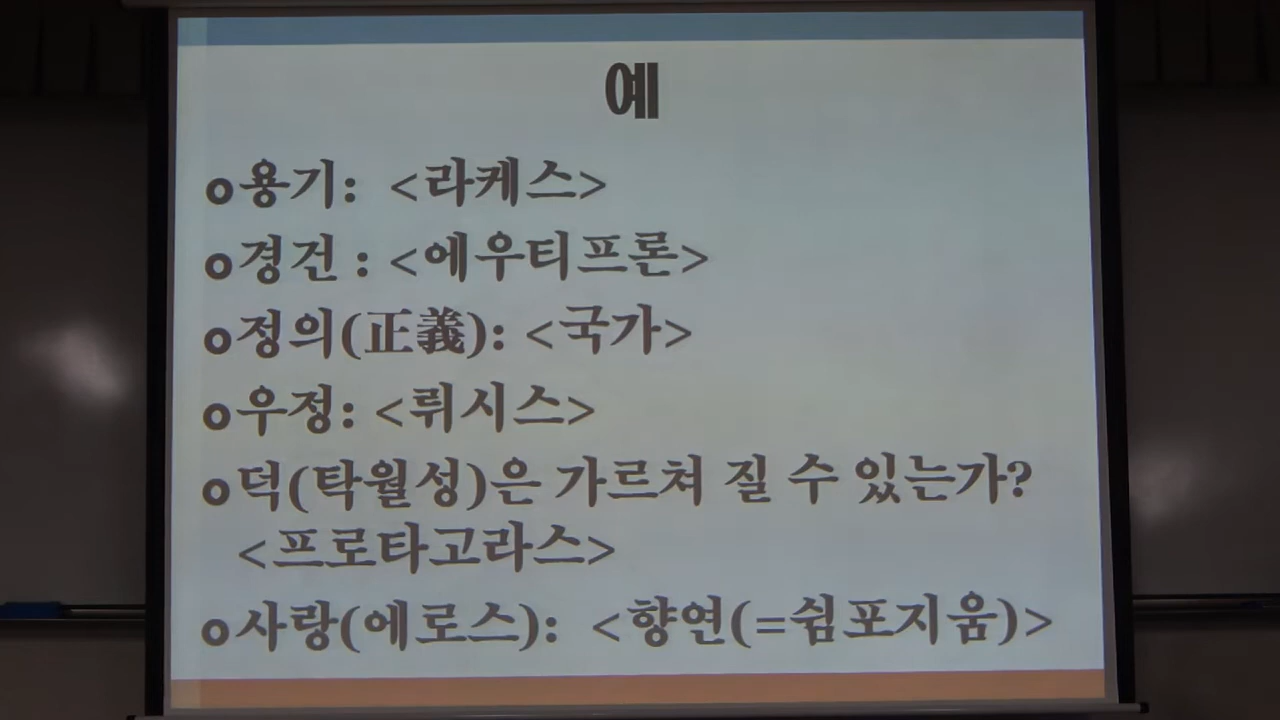 예
용기: <라케스>
경건 : <에우티프론>
정의(正義): <국가>
우정: <뤼시스>
덕(탁월성)은 가르쳐 질 수 있는가?
<프로타고라스>
사랑(에로스): <향연(=쉼포지움)>